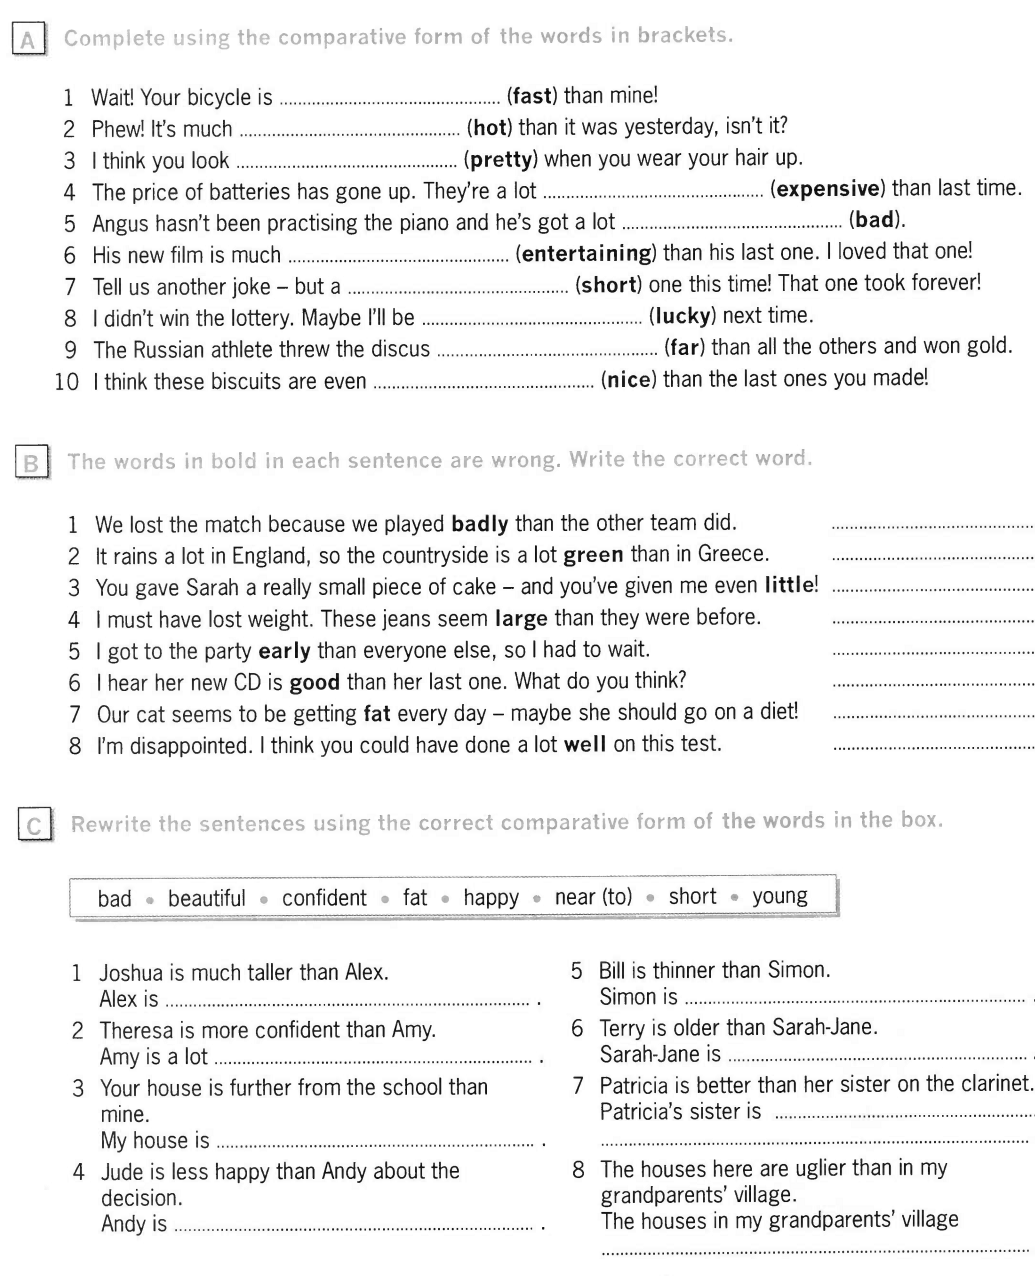 A Complete using the comparative form of the words in brackets.
1 Wait! Your bicycle is ................................................ (fast) than mine!
2 Phew! It's much ................................................ (hot) than it was yesterday, isn't it?
3 I think you look ................................................ (pretty) when you wear your hair up.
4 The price of batteries has gone up. They're a lot ................................................ (expensive) than last time.
5 Angus hasn't been practising the piano and he's got a lot ................................................ (bad).
6 His new film is much ................................................ (entertaining) than his last one. I loved that one!
7 Tell us another joke – but a ................................................ (short) one this time! That one took forever!
8 I didn't win the lottery. Maybe I'll be ................................................ (lucky) next time.
9 The Russian athlete threw the discus ................................................ (far) than all the others and won gold.
10 I think these biscuits are even ................................................ (nice) than the last ones you made!
B The words in bold in each sentence are wrong. Write the correct word.
1 We lost the match because we played badly than the other team did. ................................................
2 It rains a lot in England, so the countryside is a lot green than in Greece. ................................................
3 You gave Sarah a really small piece of cake – and you've given me even little! ................................................
4 I must have lost weight. These jeans seem large than they were before. ................................................
5 I got to the party early than everyone else, so I had to wait. ................................................
6 I hear her new CD is good than her last one. What do you think? ................................................
7 Our cat seems to be getting fat every day – maybe she should go on a diet! ................................................
8 I'm disappointed. I think you could have done a lot well on this test. ................................................
C Rewrite the sentences using the correct comparative form of the words in the box.
bad • beautiful • confident • fat • happy • near (to) • short • young
1 Joshua is much taller than Alex.
Alex is ................................................ .
2 Theresa is more confident than Amy.
Amy is a lot ................................................ .
3 Your house is further from the school than
mine.
My house is ................................................ .
4 Jude is less happy than Andy about the
decision.
Andy is ................................................ .
5 Bill is thinner than Simon.
Simon is ................................................ .
6 Terry is older than Sarah-Jane.
Sarah-Jane is ................................................ .
7 Patricia is better than her sister on the clarinet.
Patricia's sister is ................................................
................................................
8 The houses here are uglier than in my
grandparents' village.
The houses in my grandparents' village
................................................